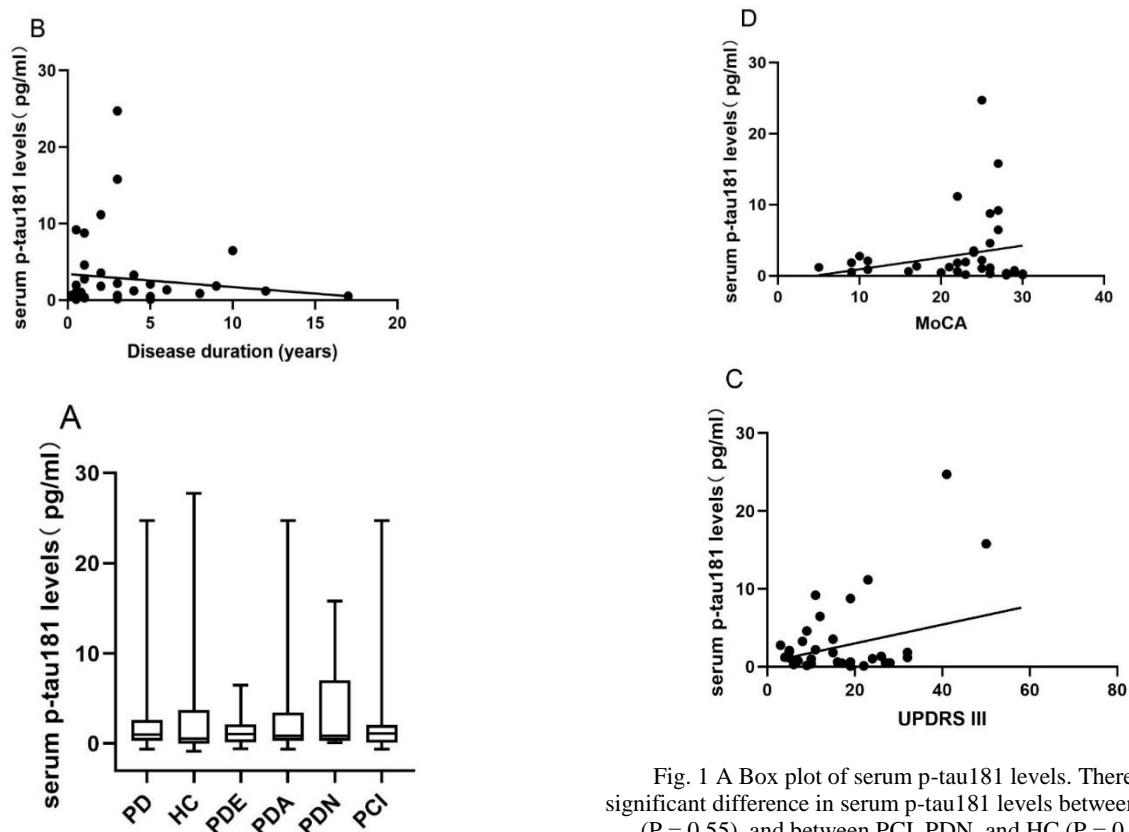 B
serum p-tau181 levels( pg/ml)
30
20
10
0
0
5
10
15
20
Disease duration (years)
D
serum p-tau181 levels( pg/ml)
30
20
10
0
0
10
20
30
40
MoCA
A
serum p-tau181 levels( pg/ml)
30
20
10
0
PD
HC
PDE
PDA
PDN
PCI
C
serum p-tau181 levels( pg/ml)
30
20
10
0
0
20
40
60
80
UPDRS III
Fig. 1 A Box plot of serum p-tau181 levels. There
significant difference in serum p-tau181 levels between
(P = 0.55), and between PCI, PDN, and HC (P = 0.